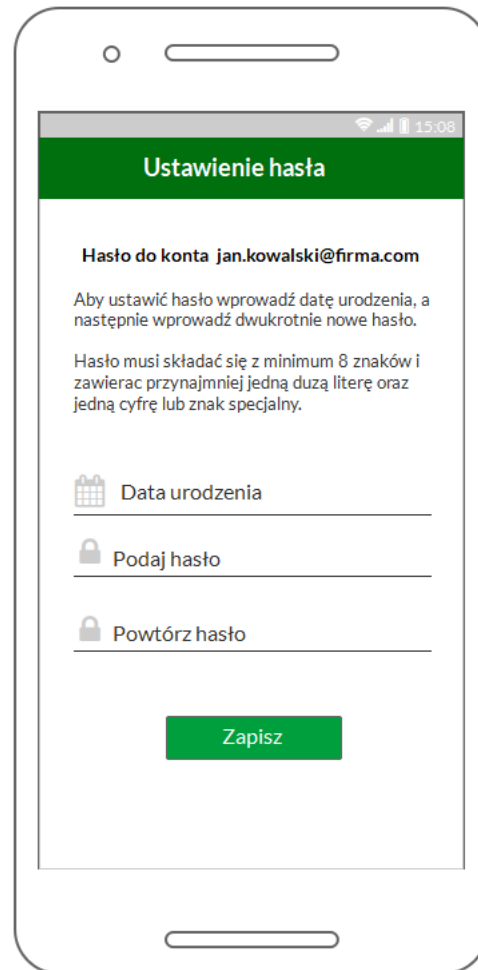 15:08
Ustawienie hasła
Hasło do konta jan.kowalski@firma.com
Aby ustawić hasło wprowadź datę urodzenia, a
następnie wprowadź dwukrotnie nowe hasło.
Hasło musi składać się z minimum 8 znaków i
zawierac przynajmniej jedną duzą literę oraz
jedną cyfrę lub znak specjalny.
Data urodzenia
Podaj hasło
Powtórz hasło
Zapisz